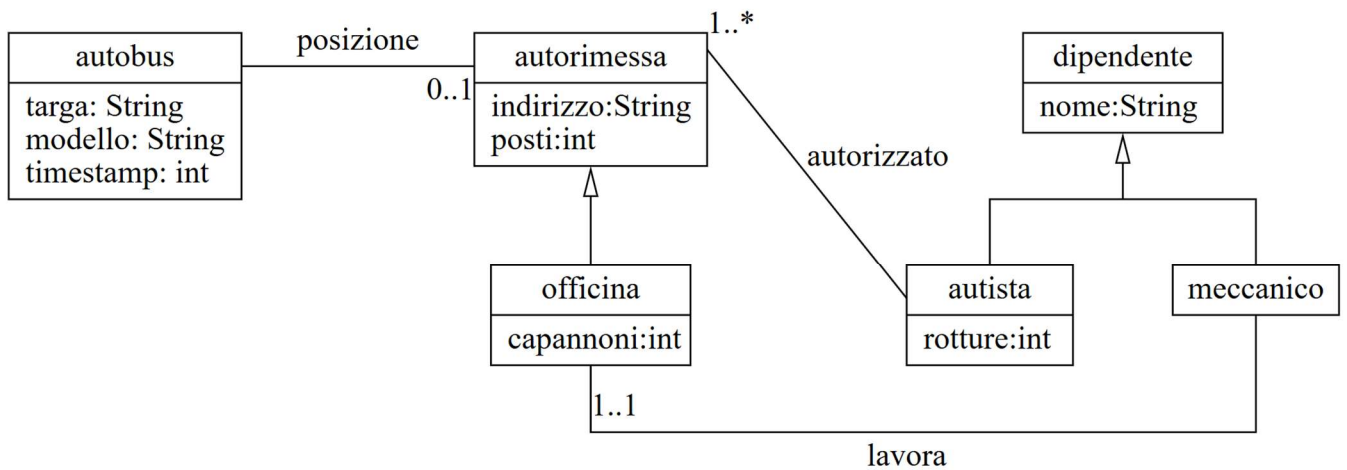 autobus
targa: String
modello: String
timestamp: int
posizione
0..1
autorimessa
indirizzo:String
posti:int
1..*
autorizzato
dipendente
nome:String
officina
capannoni:int
1..1
autista
rotture:int
meccanico
lavora